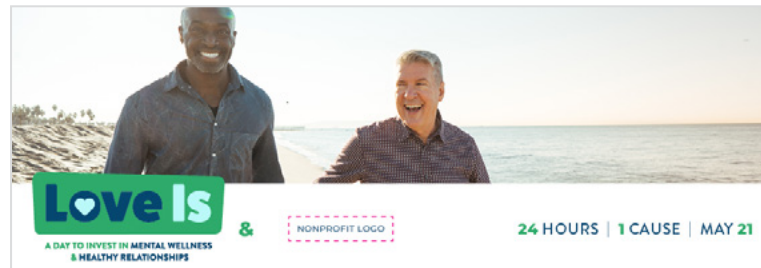 Love Is
A DAY TO INVEST IN MENTAL WELLNESS
& HEALTHY RELATIONSHIPS
&
NONPROFIT LOGO
24 HOURS | 1 CAUSE | MAY 21